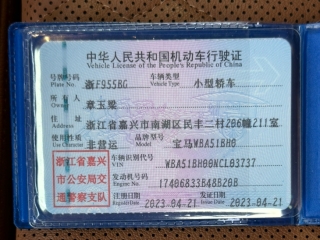 中华人民共和国机动车行驶证
Vehicle License of the People's Republic of China
号牌号码 浙F955BG 车辆类型 小型轿车
Plate No. Vehicle Type
所有人 章玉梁
Owner
住址 浙江省嘉兴市南湖区民丰二村206幢211室
Address
使用性质 非营运 品牌型号 宝马WBA51BH0
Use Character Model
浙江省嘉兴
市公安局交
通警察支队
车辆识别代号 WBA51BH00NCL03737
VIN
发动机号码 17406833B48B20B
Engine No.
注册日期 2023-04-21 发证日期 2023-04-21
Register Date Issue Date